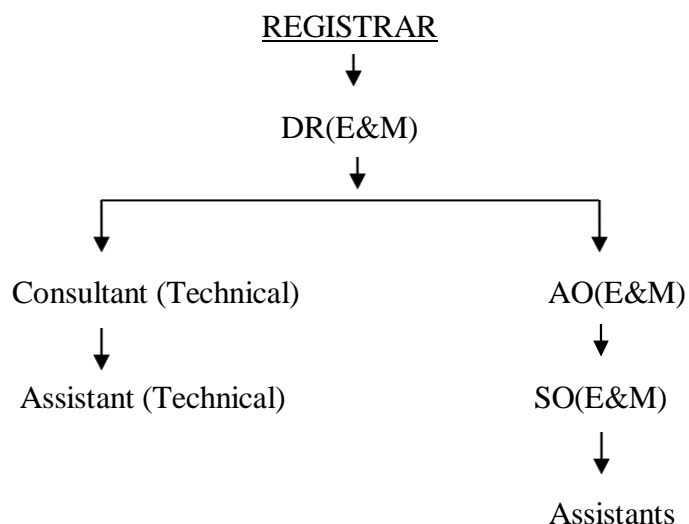 REGISTRAR
DR(E&M)
Consultant (Technical) AO(E&M)
Assistant (Technical) SO(E&M)
Assistants